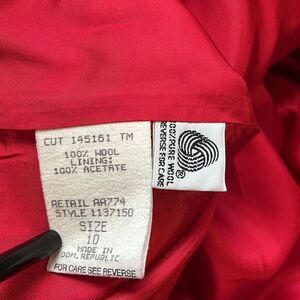 CUT 145161 TM
100% WOOL
LINING:
100% ACETATE
RETAIL AA774
STYLE 1137150
SIZE
10
MADE IN
DOM. REPUBLIC
FOR CARE SEE REVERSE
100% PURE WOOL
REVERSE FOR CARE
®